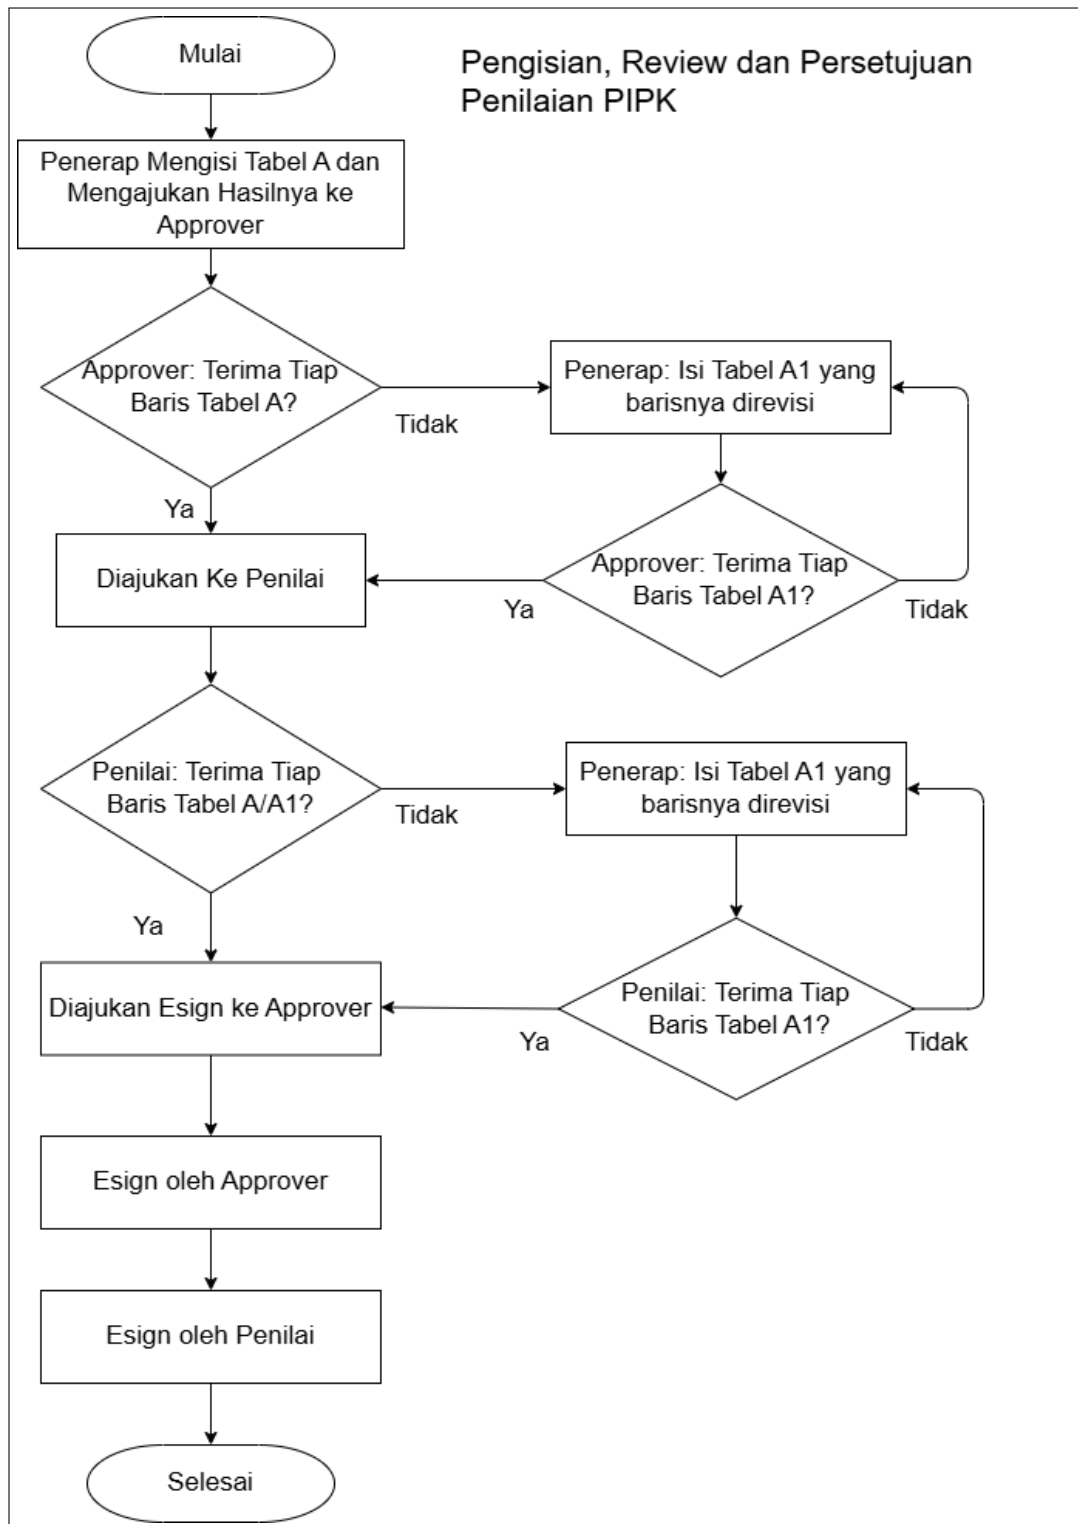 Mulai
Pengisian, Review dan Persetujuan
Penilaian PIPK
Penerap Mengisi Tabel A dan
Mengajukan Hasilnya ke
Approver
Approver: Terima Tiap
Baris Tabel A?
Tidak
Penerap: Isi Tabel A1 yang
barisnya direvisi
Ya
Diajukan Ke Penilai
Approver: Terima Tiap
Baris Tabel A1?
Ya
Tidak
Penilai: Terima Tiap
Baris Tabel A/A1?
Tidak
Penerap: Isi Tabel A1 yang
barisnya direvisi
Ya
Diajukan Esign ke Approver
Penilai: Terima Tiap
Baris Tabel A1?
Ya
Tidak
Esign oleh Approver
Esign oleh Penilai
Selesai